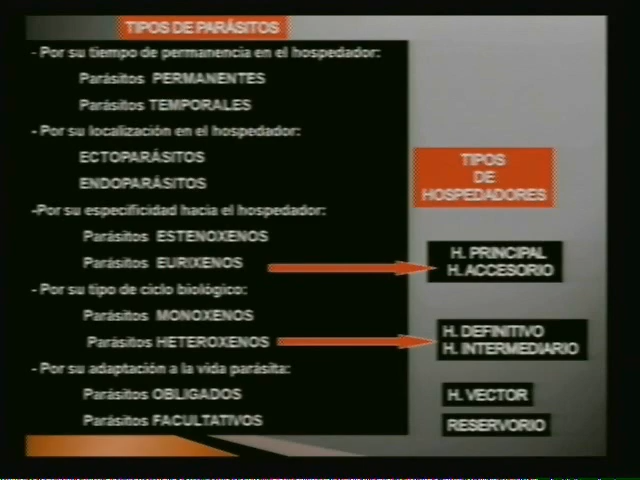 TIPOS DE PARÁSITOS
- Por su tiempo de permanencia en el hospedador:
Parásitos PERMANENTES
Parásitos TEMPORALES
- Por su localización en el hospedador:
ECTOPARÁSITOS
ENDOPARÁSITOS
-Por su especificidad hacia el hospedador:
Parásitos ESTENOXENOS
Parásitos EURIXENOS
- Por su tipo de ciclo biológico:
Parásitos MONOXENOS
Parásitos HETEROXENOS
- Por su adaptación a la vida parásita:
Parásitos OBLIGADOS
Parásitos FACULTATIVOS
TIPOS
DE
HOSPEDADORES
H. PRINCIPAL
H. ACCESORIO
H. DEFINITIVO
H. INTERMEDIARIO
H. VECTOR
RESERVORIO